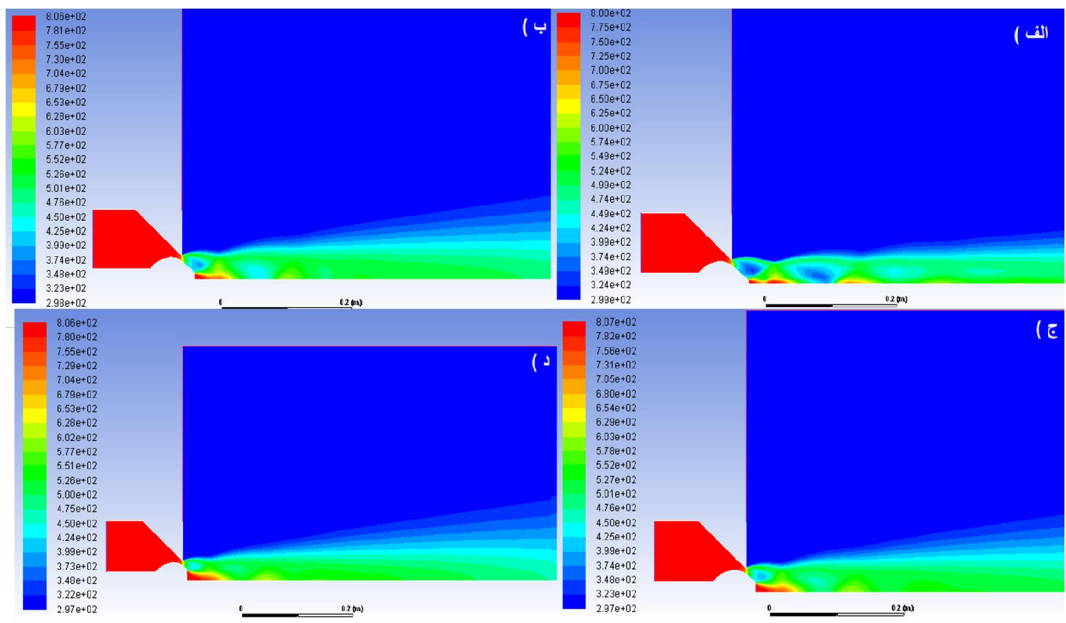 الف )
8.00e+02
7.75e+02
7.50e+02
7.25e+02
7.00e+02
6.75e+02
6.50e+02
6.25e+02
6.00e+02
5.74e+02
5.49e+02
5.24e+02
4.99e+02
4.74e+02
4.49e+02
4.24e+02
3.99e+02
3.74e+02
3.49e+02
3.24e+02
2.99e+02
0 0.2 (m)
ب )
8.06e+02
7.81e+02
7.55e+02
7.30e+02
7.04e+02
6.79e+02
6.53e+02
6.28e+02
6.03e+02
5.77e+02
5.52e+02
5.26e+02
5.01e+02
4.76e+02
4.50e+02
4.25e+02
3.99e+02
3.74e+02
3.48e+02
3.23e+02
2.98e+02
0 0.2 (m)
ج )
8.07e+02
7.82e+02
7.56e+02
7.31e+02
7.05e+02
6.80e+02
6.54e+02
6.29e+02
6.03e+02
5.78e+02
5.52e+02
5.27e+02
5.01e+02
4.76e+02
4.50e+02
4.25e+02
3.99e+02
3.74e+02
3.48e+02
3.23e+02
2.97e+02
0 0.2 (m)
د )
8.06e+02
7.80e+02
7.55e+02
7.29e+02
7.04e+02
6.79e+02
6.53e+02
6.28e+02
6.02e+02
5.77e+02
5.51e+02
5.26e+02
5.00e+02
4.75e+02
4.50e+02
4.24e+02
3.99e+02
3.73e+02
3.48e+02
3.22e+02
2.97e+02
0 0.2 (m)